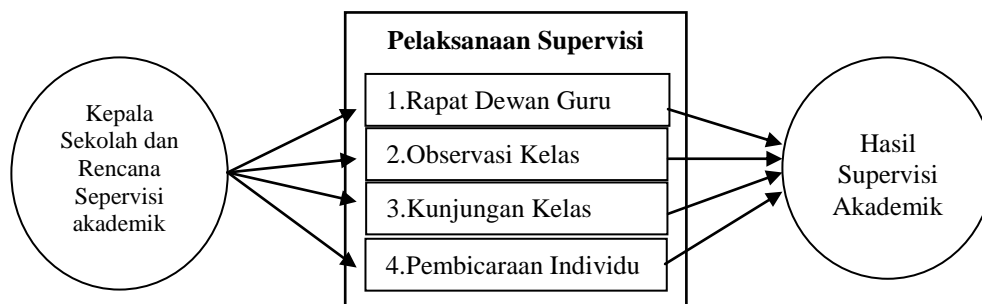 Kepala
Sekolah dan
Rencana
Sepervisi
akademik
Pelaksanaan Supervisi
1.Rapat Dewan Guru
2.Observasi Kelas
3.Kunjungan Kelas
4.Pembicaraan Individu
Hasil
Supervisi
Akademik